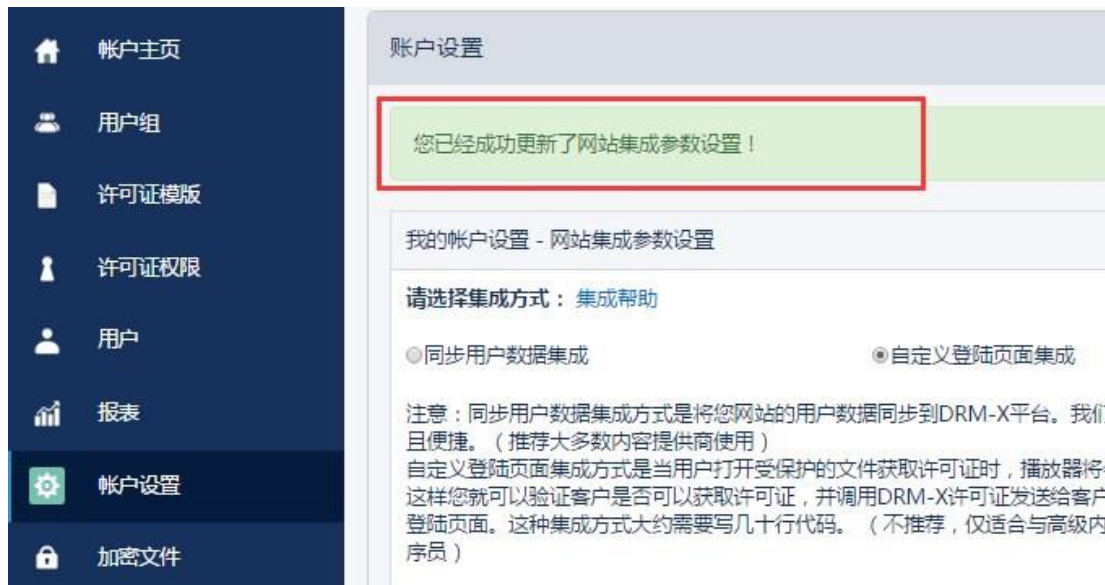 帐户主页
用户组
许可证模版
许可证权限
用户
报表
帐户设置
加密文件
账户设置
您已经成功更新了网站集成参数设置！
我的帐户设置 - 网站集成参数设置
请选择集成方式： 集成帮助
同步用户数据集成 自定义登陆页面集成
注意：同步用户数据集成方式是将您网站的用户数据同步到DRM-X平台。我们
且便捷。（推荐大多数内容提供商使用）
自定义登陆页面集成方式是当用户打开受保护的文件获取许可证时，播放器将
这样您就可以验证客户是否可以获取许可证，并调用DRM-X许可证发送给客户
登陆页面。这种集成方式大约需要写几十行代码。（不推荐，仅适合与高级内
序员）